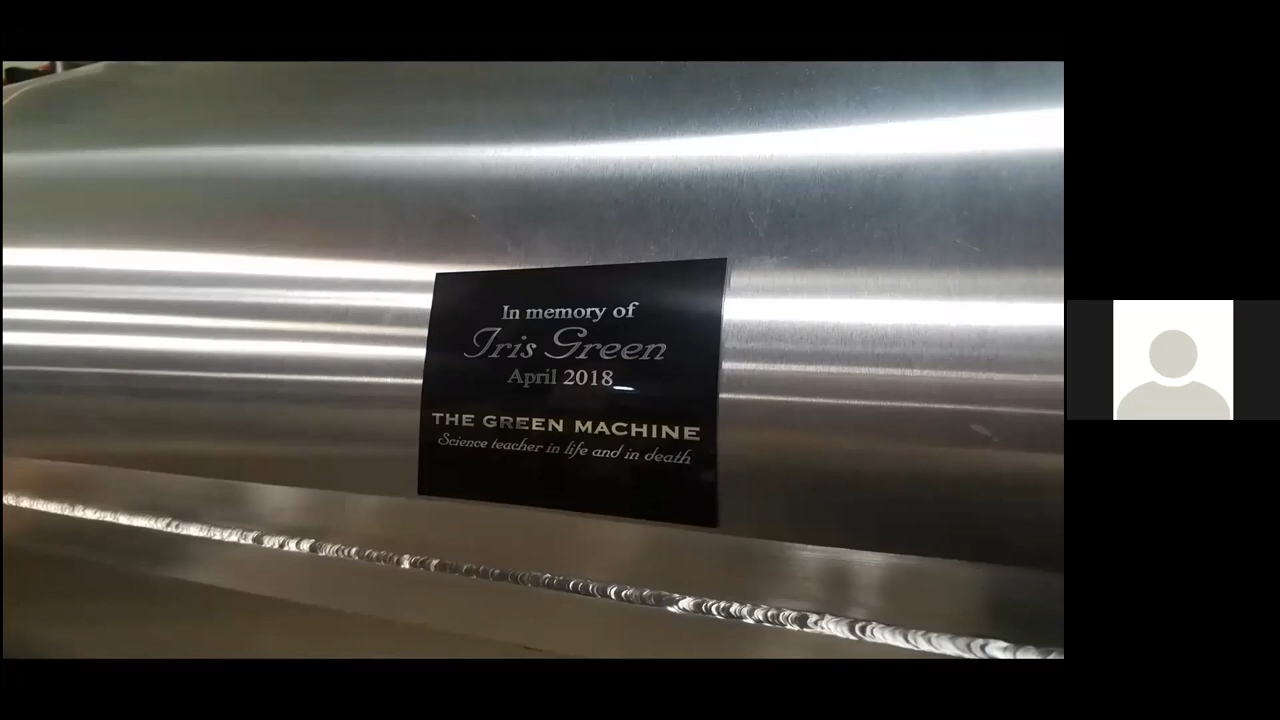 In memory of
Iris Green
April 2018
THE GREEN MACHINE
Science teacher in life and in death